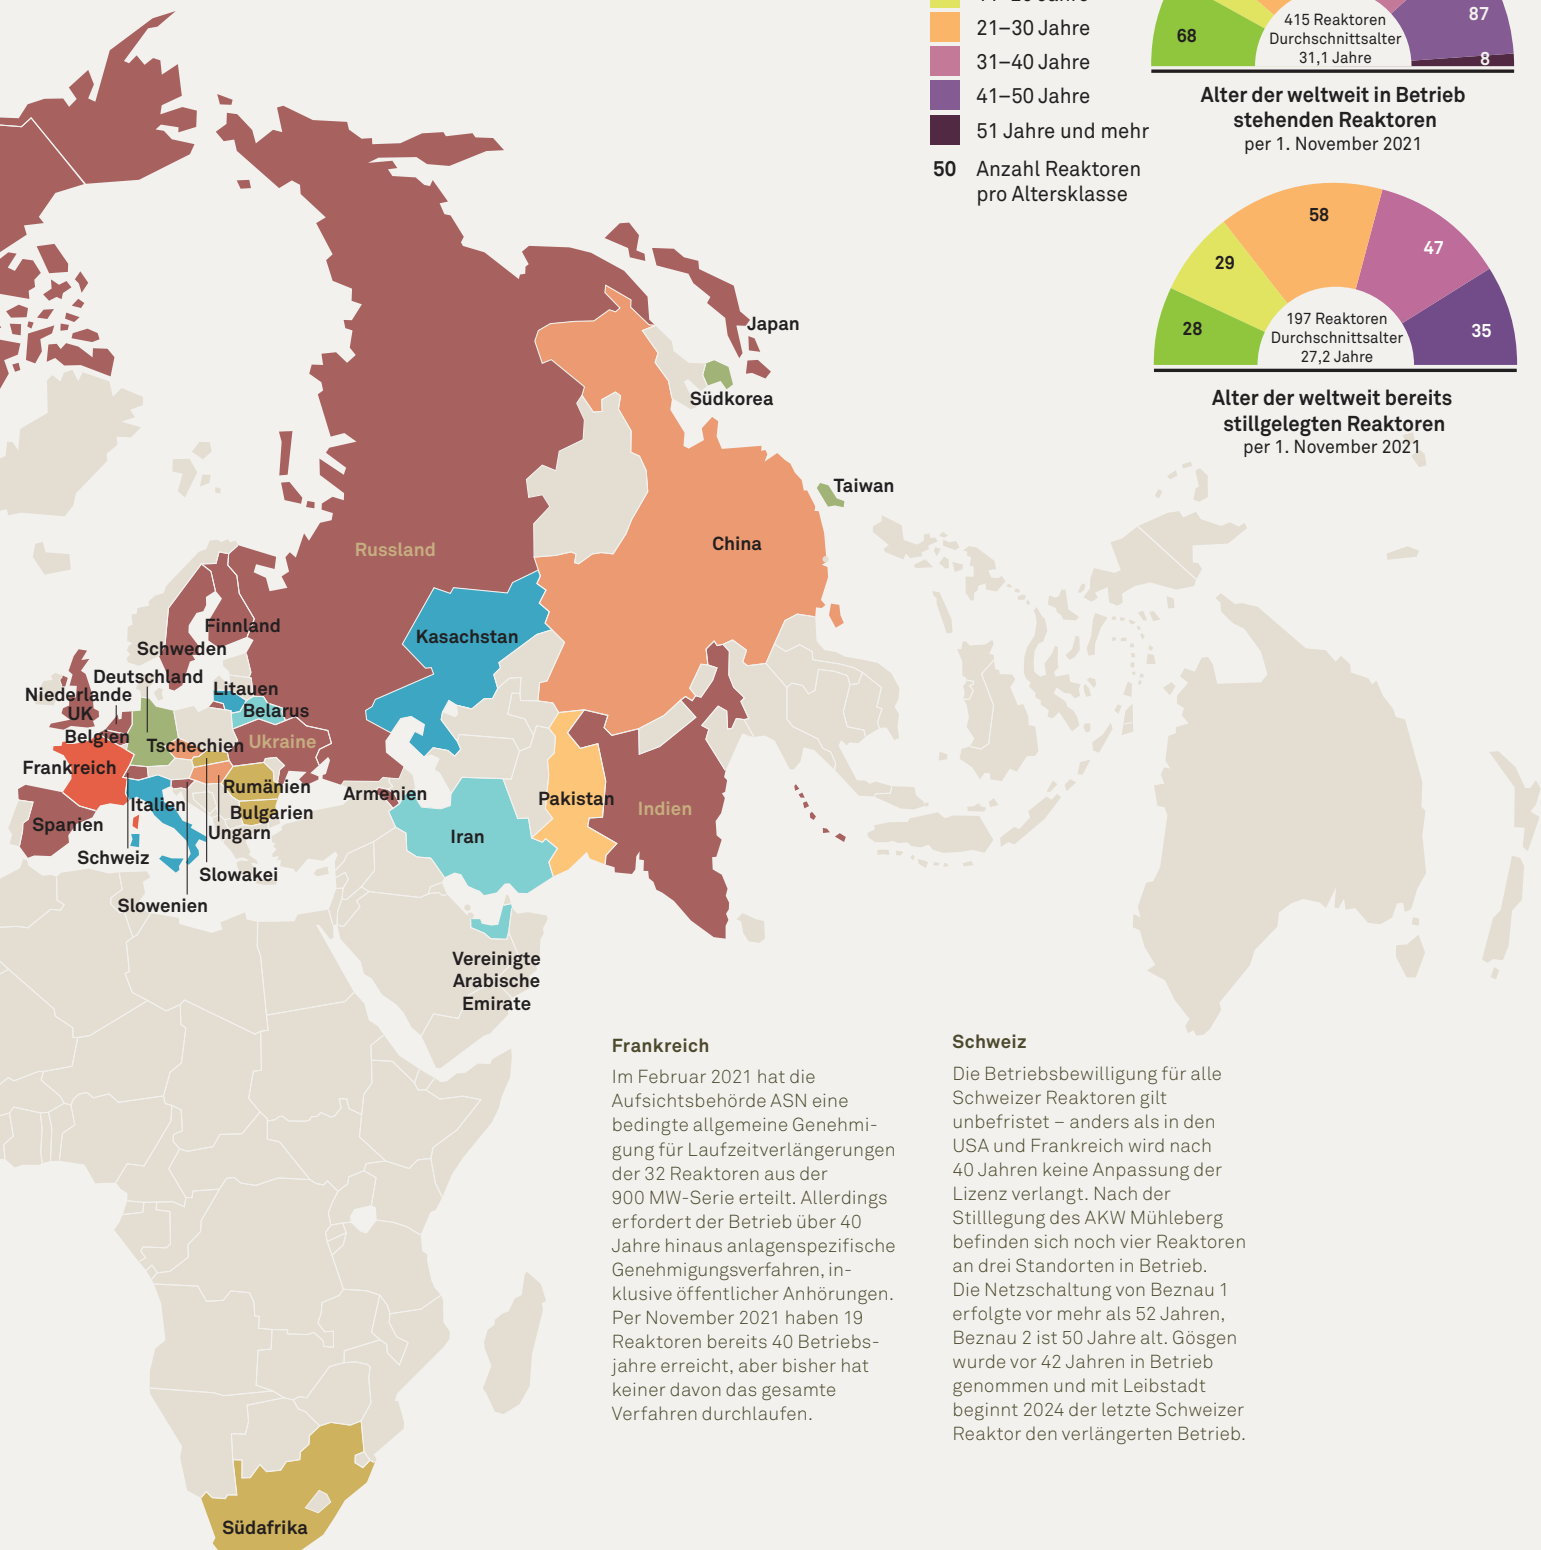 21–30 Jahre
31–40 Jahre
41–50 Jahre
51 Jahre und mehr
50 Anzahl Reaktoren
pro Altersklasse
68
87
8
415 Reaktoren
Durchschnittsalter
31,1 Jahre
Alter der weltweit in Betrieb
stehenden Reaktoren
per 1. November 2021
28
29
58
47
35
197 Reaktoren
Durchschnittsalter
27,2 Jahre
Alter der weltweit bereits
stillgelegten Reaktoren
per 1. November 2021
Japan
Südkorea
Taiwan
China
Russland
Kasachstan
Finnland
Schweden
Deutschland
Niederlande
Litauen
UK
Belarus
Belgien
Tschechien
Ukraine
Frankreich
Rumänien
Armenien
Italien
Bulgarien
Pakistan
Indien
Spanien
Ungarn
Iran
Schweiz
Slowakei
Slowenien
Vereinigte
Arabische
Emirate
Südafrika
Frankreich
Im Februar 2021 hat die
Aufsichtsbehörde ASN eine
bedingte allgemeine Genehmi-
gung für Laufzeitverlängerungen
der 32 Reaktoren aus der
900 MW-Serie erteilt. Allerdings
erfordert der Betrieb über 40
Jahre hinaus anlagenspezifische
Genehmigungsverfahren, in-
klusive öffentlicher Anhörungen.
Per November 2021 haben 19
Reaktoren bereits 40 Betriebs-
jahre erreicht, aber bisher hat
keiner davon das gesamte
Verfahren durchlaufen.
Schweiz
Die Betriebsbewilligung für alle
Schweizer Reaktoren gilt
unbefristet – anders als in den
USA und Frankreich wird nach
40 Jahren keine Anpassung der
Lizenz verlangt. Nach der
Stilllegung des AKW Mühleberg
befinden sich noch vier Reaktoren
an drei Standorten in Betrieb.
Die Netzschaltung von Beznau 1
erfolgte vor mehr als 52 Jahren,
Beznau 2 ist 50 Jahre alt. Gösgen
wurde vor 42 Jahren in Betrieb
genommen und mit Leibstadt
beginnt 2024 der letzte Schweizer
Reaktor den verlängerten Betrieb.